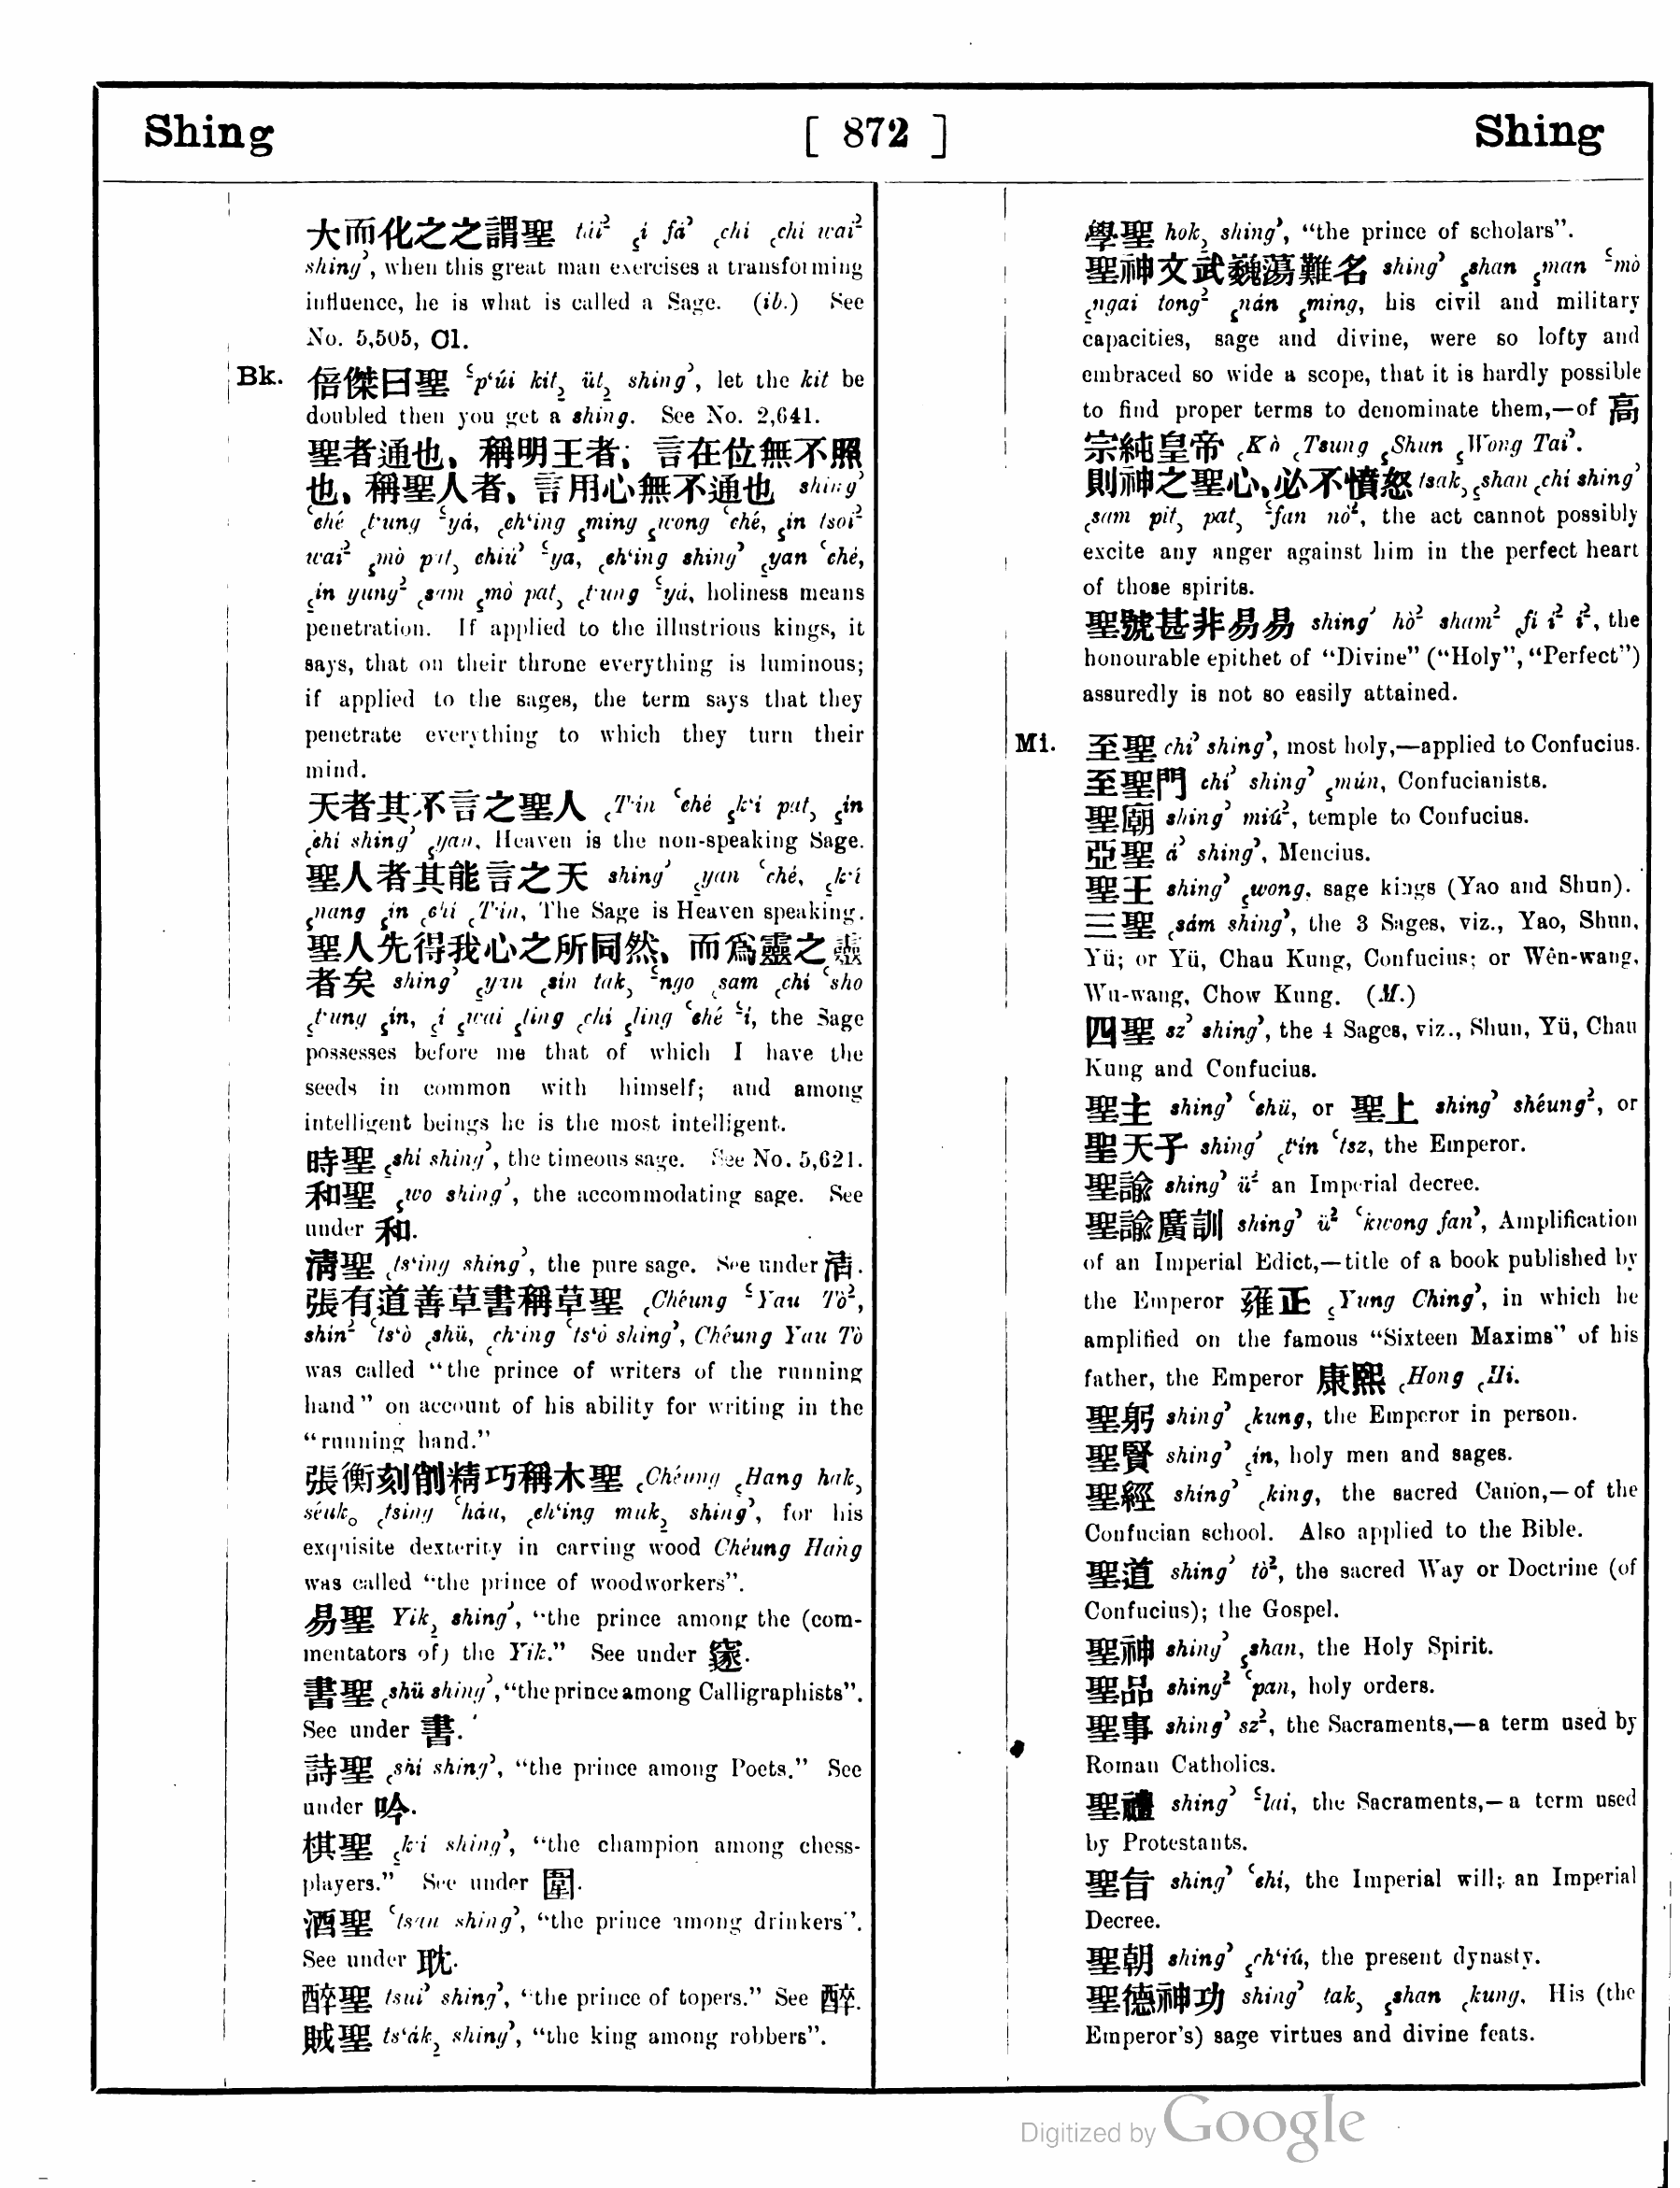 Shing
[ 872 ]
Shing
大而化之之謂聖 tái² ₍i fá’ ₍chi ₍chi wai²
shing’, when this great man exercises a transforming
influence, he is what is called a Sage. (ib.) See
No. 5,505, Cl.
Bk. 倍傑曰聖 ʿp‘úi kit, üt, shing’, let the kit be
doubled then you get a shing. See No. 2,641.
聖者通也、稱明王者、言在位無不照
也、稱聖人者、言用心無不通也 shing’
ʿché ₍t‘ung ʿyá, ₍ch‘ing ₍ming ₍wong ʿché, ₍in tsoi²
wai² ₍mò pat, chiú’ ʿya, ₍ch‘ing shing’ ₍yan ʿché,
₍in yung² ₍sam ₍mò pat, ₍t‘ung ʿyá, holiness means
penetration. If applied to the illustrious kings, it
says, that on their throne everything is luminous;
if applied to the sages, the term says that they
penetrate everything to which they turn their
mind.
天者其不言之聖人 ₍T‘in ʿché ₍k‘i pat, ₍in
₍chi shing’ ₍yan, Heaven is the non-speaking Sage.
聖人者其能言之天 shing’ ₍yan ʿché, ₍k‘i
₍nang ₍in ₍chi ₍T‘in, The Sage is Heaven speaking.
聖人先得我心之所同然、而爲靈之靈
者矣 shing’ ₍yan ₍sin tak, ʿngo ₍sam ₍chi ʿsho
₍t‘ung ₍in, ₍i ₍wai ₍ling ₍chi ₍ling ʿché ʿi, the Sage
possesses before me that of which I have the
seeds in common with himself; and among
intelligent beings he is the most intelligent.
時聖 ₍shi shing’, the timeous sage. See No. 5,621.
和聖 ₍wo shing’, the accommodating sage. See
under 和.
清聖 ₍ts‘ing shing’, the pure sage. See under 清.
張有道善草書稱草聖 ₍Chéung ʿYau Tò²,
shin² ʿts‘ò ₍shü, ₍ch‘ing ʿts‘ò shing’, Chéung Yau Tò
was called “the prince of writers of the running
hand” on account of his ability for writing in the
“running hand.”
張衡刻削精巧稱木聖 ₍Chéung ₍Hang hak,
séuk。 ₍tsing ʿháu, ₍ch‘ing muk, shing’, for his
exquisite dexterity in carving wood Chéung Hang
was called “the prince of woodworkers”.
易聖 Yik, shing’, “the prince among the (com-
mentators of) the Yik.” See under 窾.
書聖 ₍shü shing’, “the prince among Calligraphists”.
See under 書.
詩聖 ₍shi shing’, “the prince among Poets.” See
under 吟.
棋聖 ₍k‘i shing’, “the champion among chess-
players.” See under 圍.
酒聖 ʿtsau shing’, “the prince among drinkers”.
See under 耽.
醉聖 tsui’ shing’, “the prince of topers.” See 醉.
賊聖 ts‘ák, shing’, “the king among robbers”.
學聖 hok, shing’, “the prince of scholars”.
聖神文武巍蕩難名 shing’ ₍shan ₍man ʿmò
₍ngai tong² ₍nán ₍ming, his civil and military
capacities, sage and divine, were so lofty and
embraced so wide a scope, that it is hardly possible
to find proper terms to denominate them,—of 高
宗純皇帝 ₍Kò ₍Tsung ₍Shun ₍Wong Tai’.
則神之聖心、必不憤怒 tsak, ₍shan ₍chi shing’
₍sam pit, pat, ʿfan nò², the act cannot possibly
excite any anger against him in the perfect heart
of those spirits.
聖號甚非易易 shing’ hò² sham² ₍fi i² i², the
honourable epithet of “Divine” (“Holy”, “Perfect”)
assuredly is not so easily attained.
Mi. 至聖 chi’ shing’, most holy,—applied to Confucius.
至聖門 chi’ shing’ ₍mún, Confucianists.
聖廟 shing’ miú², temple to Confucius.
亞聖 á’ shing’, Mencius.
聖王 shing’ ₍wong, sage kings (Yao and Shun).
三聖 ₍sám shing’, the 3 Sages, viz., Yao, Shun,
Yü; or Yü, Chau Kung, Confucius; or Wên-wang,
Wu-wang, Chow Kung. (M.)
四聖 sz’ shing’, the 4 Sages, viz., Shun, Yü, Chau
Kung and Confucius.
聖主 shing’ ʿchü, or 聖上 shing’ shéung², or
聖天子 shing’ ₍t‘in ʿtsz, the Emperor.
聖諭 shing’ ü² an Imperial decree.
聖諭廣訓 shing’ ü² ʿkwong fan’, Amplification
of an Imperial Edict,—title of a book published by
the Emperor 雍正 ₍Yung Ching’, in which he
amplified on the famous “Sixteen Maxims” of his
father, the Emperor 康熙 ₍Hong ₍Hi.
聖躬 shing’ ₍kung, the Emperor in person.
聖賢 shing’ ₍in, holy men and sages.
聖經 shing’ ₍king, the sacred Canon,—of the
Confucian school. Also applied to the Bible.
聖道 shing’ tò², the sacred Way or Doctrine (of
Confucius); the Gospel.
聖神 shing’ ₍shan, the Holy Spirit.
聖品 shing² ʿpan, holy orders.
聖事 shing’ sz², the Sacraments,—a term used by
Roman Catholics.
聖禮 shing’ ʿlai, the Sacraments,—a term used
by Protestants.
聖旨 shing’ ʿchi, the Imperial will; an Imperial
Decree.
聖朝 shing’ ₍ch‘iú, the present dynasty.
聖德神功 shing’ tak, ₍shan ₍kung, His (the
Emperor’s) sage virtues and divine feats.
Digitized by Google